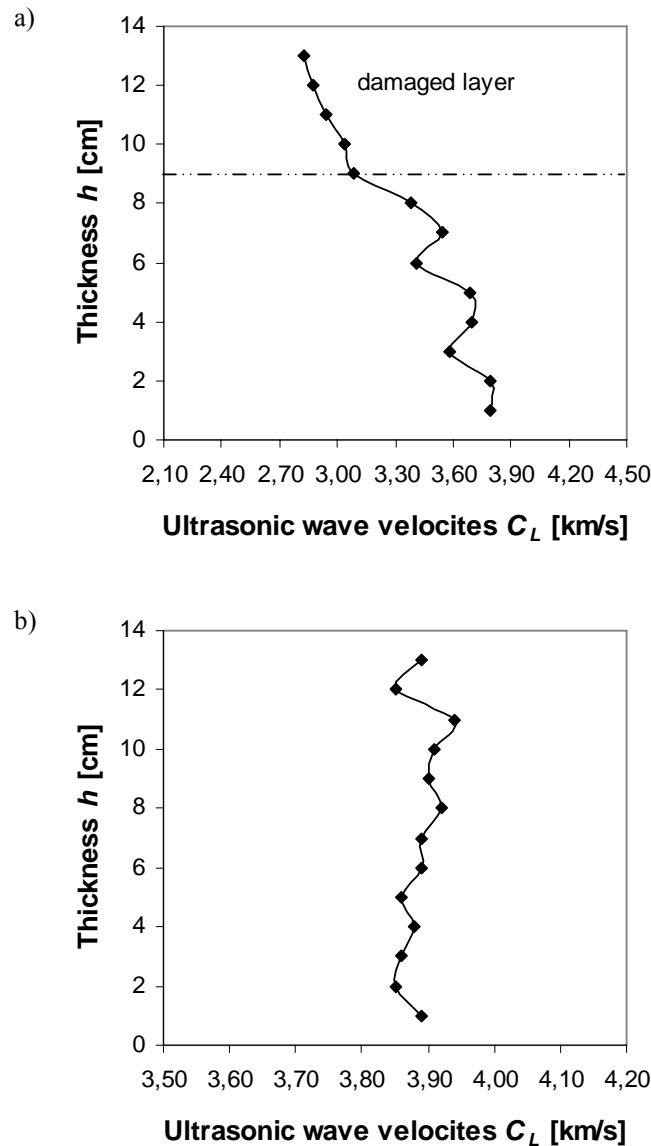 a)
14
12
10
8
6
4
2
0
Thickness h [cm]
damaged layer
2,10 2,40 2,70 3,00 3,30 3,60 3,90 4,20 4,50
Ultrasonic wave velocites C_L [km/s]
b)
14
12
10
8
6
4
2
0
Thickness h [cm]
3,50 3,60 3,70 3,80 3,90 4,00 4,10 4,20
Ultrasonic wave velocites C_L [km/s]